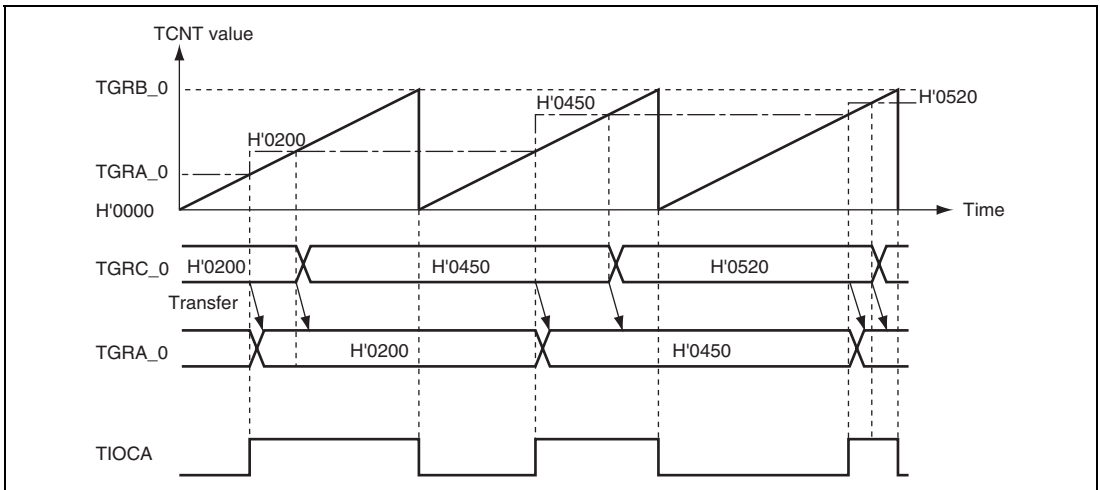 TCNT value
TGRB_0
H'0520
H'0450
H'0200
TGRA_0
H'0000
Time
TGRC_0 H'0200 H'0450 H'0520
Transfer
TGRA_0 H'0200 H'0450
TIOCA